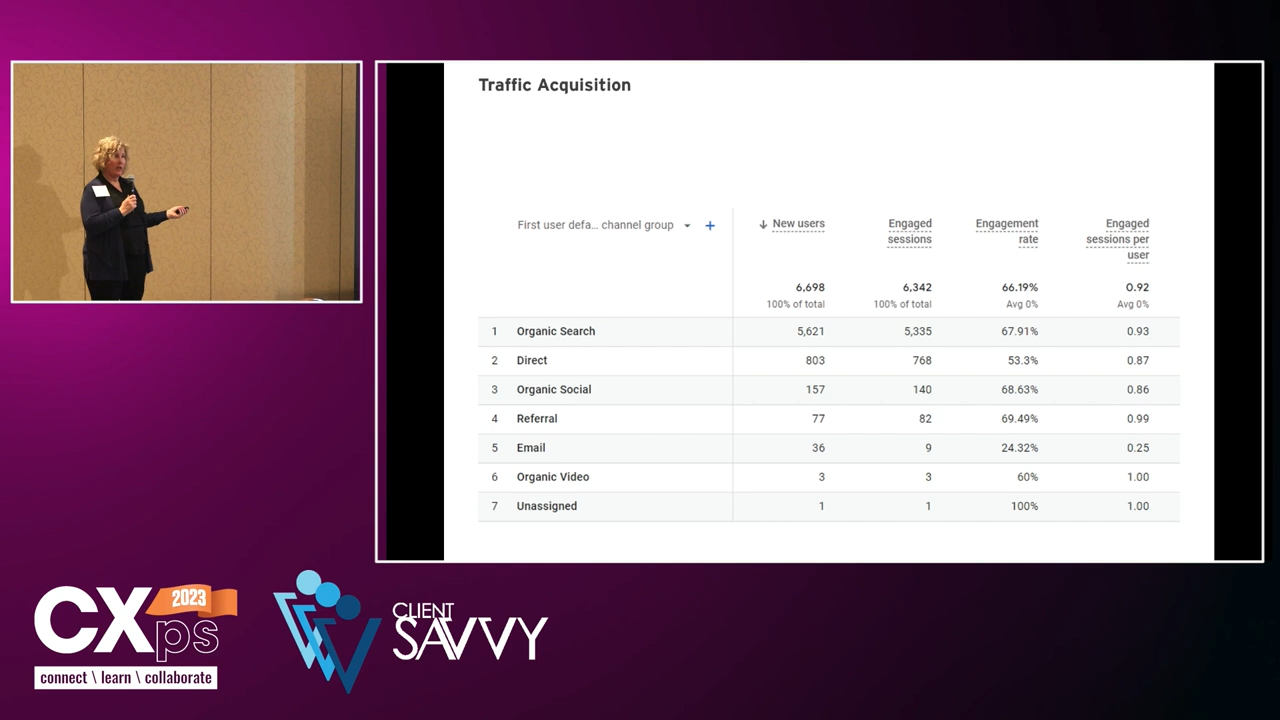 Traffic Acquisition
First user defa... channel group + ↓ New users Engaged sessions Engagement rate Engaged sessions per user
6,698 6,342 66.19% 0.92
100% of total 100% of total Avg 0% Avg 0%
1 Organic Search 5,621 5,335 67.91% 0.93
2 Direct 803 768 53.3% 0.87
3 Organic Social 157 140 68.63% 0.86
4 Referral 77 82 69.49% 0.99
5 Email 36 9 24.32% 0.25
6 Organic Video 3 3 60% 1.00
7 Unassigned 1 1 100% 1.00
CXps 2023
connect \ learn \ collaborate
CLIENT
SAVVY